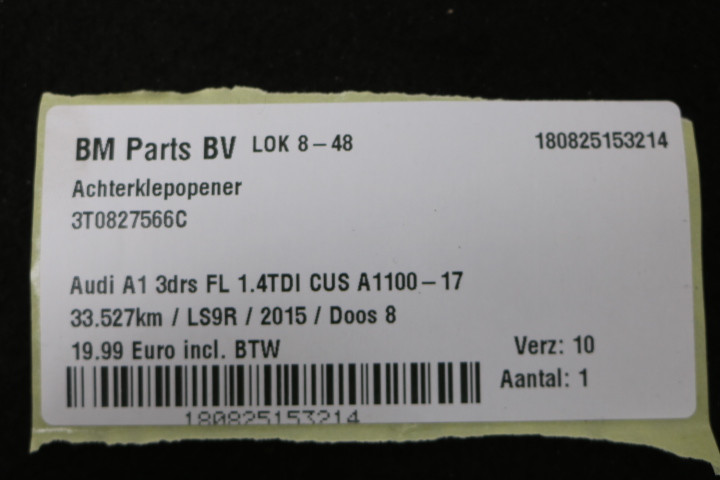 BM Parts BV LOK 8-48 180825153214
Achterklepopener
3T0827566C
Audi A1 3drs FL 1.4TDI CUS A1100-17
33.527km / LS9R / 2015 / Doos 8
19.99 Euro incl. BTW Verz: 10
Aantal: 1
180825153214